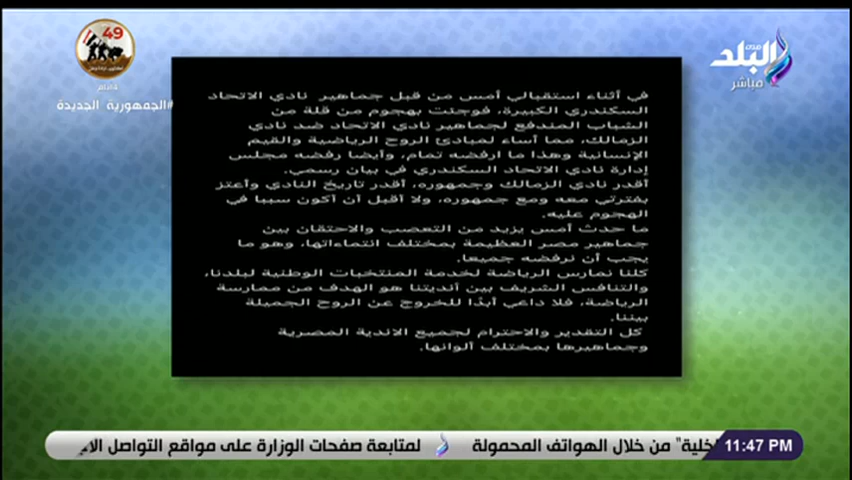 49
#الجمهورية الجديدة
صدى
البلد
مباشر
في أثناء استقبالي أمس من قبل جماهير نادي الاتحاد
السكندري الكبيرة، فوجئت بهجوم من قلة من
الشباب المندفع لجماهير نادي الاتحاد ضد نادي
الزمالك، مما أساء لمبادئ الروح الرياضية والقيم
الإنسانية وهذا ما ارفضه تمام، وأيضا رفضه مجلس
إدارة نادي الاتحاد السكندري في بيان رسمي.
أقدر نادي الزمالك وجمهوره، أقدر تاريخ النادي وأعتز
بفترتي معه ومع جمهوره، ولا أقبل أن أكون سببا في
الهجوم عليه.
ما حدث أمس يزيد من التعصب والاحتقان بين
جماهير مصر العظيمة بمختلف انتماءاتها، وهو ما
يجب أن نرفضه جميعا.
كلنا نمارس الرياضة لخدمة المنتخبات الوطنية لبلدنا،
والتنافس الشريف بين أنديتنا هو الهدف من ممارسة
الرياضة، فلا داعي أبدًا للخروج عن الروح الجميلة
بيننا.
كل التقدير والاحترام لجميع الاندية المصرية
وجماهيرها بمختلف ألوانها.
11:47 PM خلية" من خلال الهواتف المحمولة لمتابعة صفحات الوزارة على مواقع التواصل